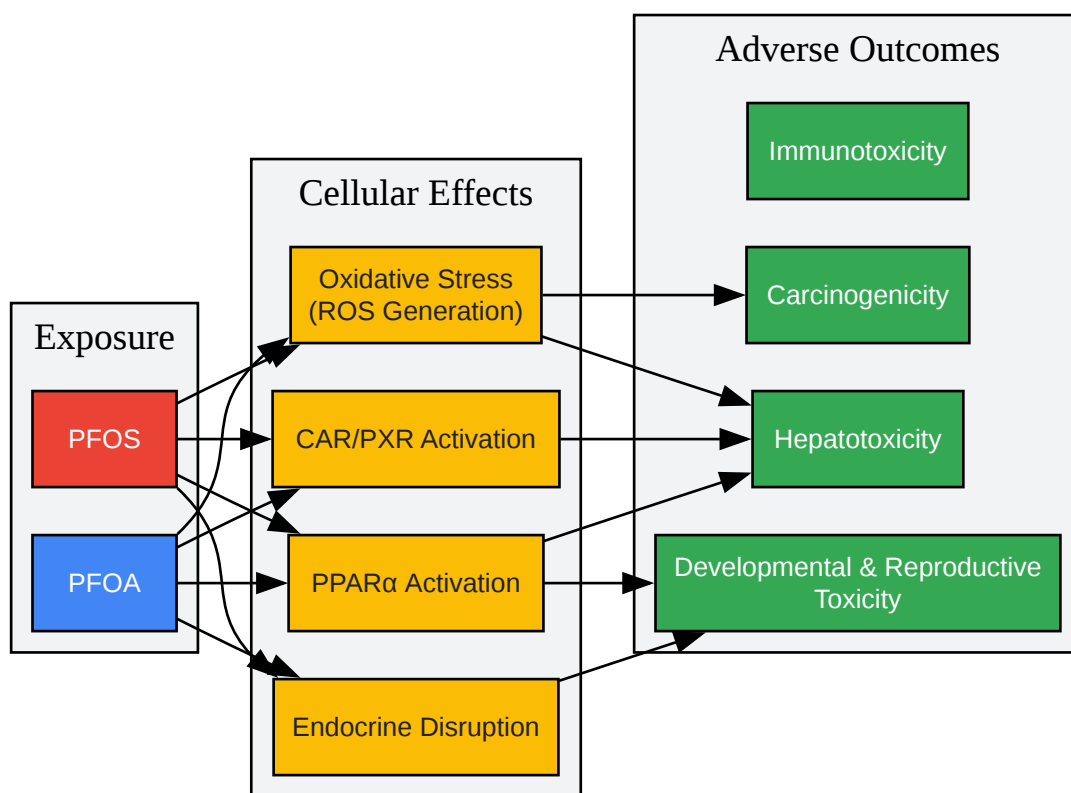 Exposure
PFOS
PFOA
Cellular Effects
Oxidative Stress
(ROS Generation)
CAR/PXR Activation
PPARα Activation
Endocrine Disruption
Adverse Outcomes
Immunotoxicity
Carcinogenicity
Hepatotoxicity
Developmental & Reproductive
Toxicity